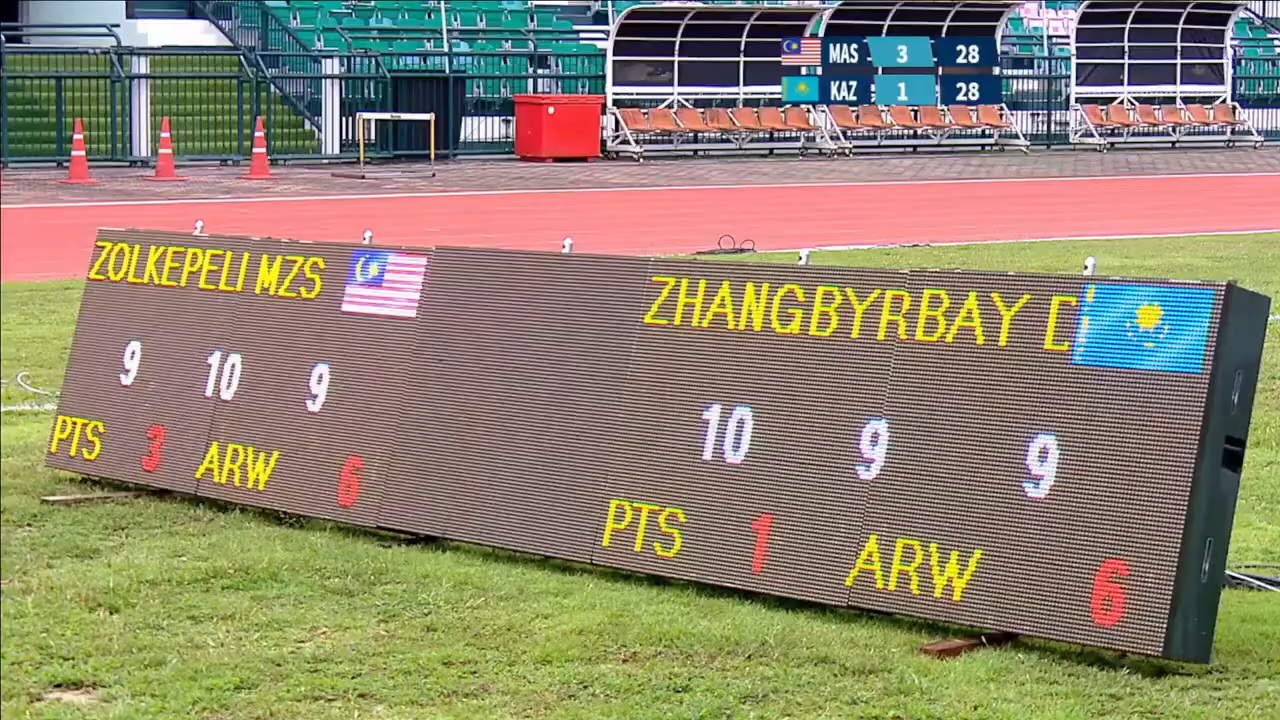 MAS 3 28
KAZ 1 28
ZOLKEPELI MZS
9 10 9
PTS 3 ARW 6
ZHANGBYRBAY D
10 9 9
PTS 1 ARW 6